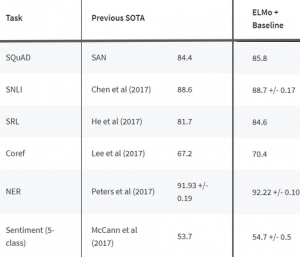 Task Previous SOTA ELMo +
Baseline
SQuAD SAN 84.4 85.8
SNLI Chen et al (2017) 88.6 88.7 +/- 0.17
SRL He et al (2017) 81.7 84.6
Coref Lee et al (2017) 67.2 70.4
NER Peters et al (2017) 91.93 +/- 92.22 +/- 0.10
0.19
Sentiment (5- McCann et al 53.7 54.7 +/- 0.5
class) (2017)